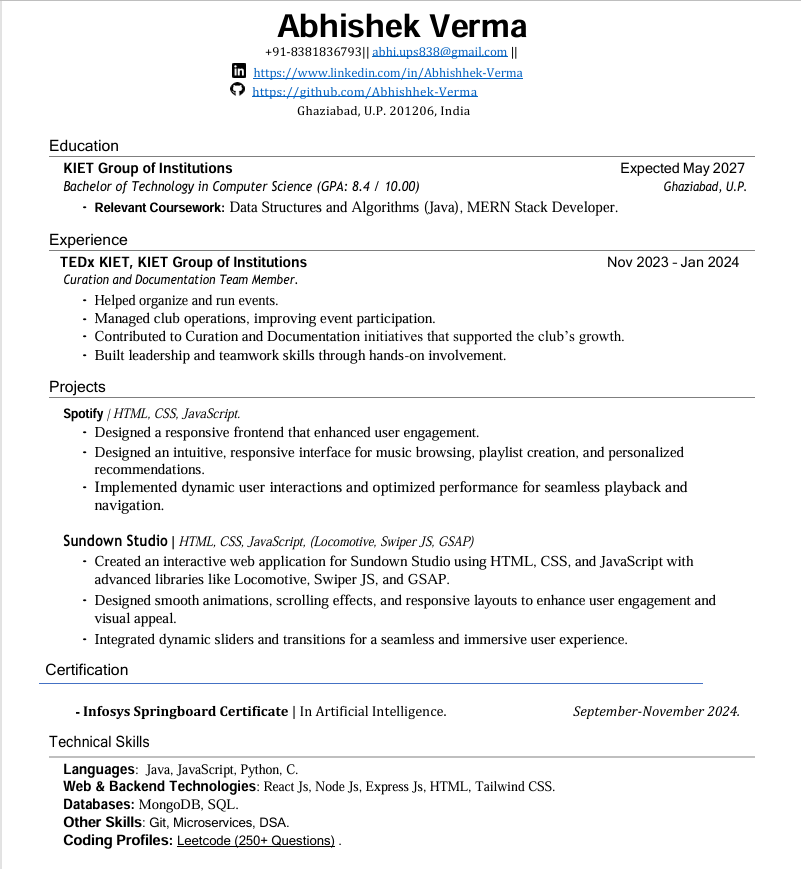 Abhishek Verma
+91-8381836793|| abhi.ups838@gmail.com ||
https://www.linkedin.com/in/Abhishhek-Verma
https://github.com/Abhishhek-Verma
Ghaziabad, U.P. 201206, India
Education
KIET Group of Institutions Expected May 2027
Bachelor of Technology in Computer Science (GPA: 8.4 / 10.00) Ghaziabad, U.P.
- Relevant Coursework: Data Structures and Algorithms (Java), MERN Stack Developer.
Experience
TEDx KIET, KIET Group of Institutions Nov 2023 - Jan 2024
Curation and Documentation Team Member.
- Helped organize and run events.
- Managed club operations, improving event participation.
- Contributed to Curation and Documentation initiatives that supported the club's growth.
- Built leadership and teamwork skills through hands-on involvement.
Projects
Spotify | HTML, CSS, JavaScript.
- Designed a responsive frontend that enhanced user engagement.
- Designed an intuitive, responsive interface for music browsing, playlist creation, and personalized
recommendations.
- Implemented dynamic user interactions and optimized performance for seamless playback and
navigation.
Sundown Studio | HTML, CSS, JavaScript, (Locomotive, Swiper JS, GSAP)
- Created an interactive web application for Sundown Studio using HTML, CSS, and JavaScript with
advanced libraries like Locomotive, Swiper JS, and GSAP.
- Designed smooth animations, scrolling effects, and responsive layouts to enhance user engagement and
visual appeal.
- Integrated dynamic sliders and transitions for a seamless and immersive user experience.
Certification
- Infosys Springboard Certificate | In Artificial Intelligence. September-November 2024.
Technical Skills
Languages: Java, JavaScript, Python, C.
Web & Backend Technologies: React Js, Node Js, Express Js, HTML, Tailwind CSS.
Databases: MongoDB, SQL.
Other Skills: Git, Microservices, DSA.
Coding Profiles: Leetcode (250+ Questions) .